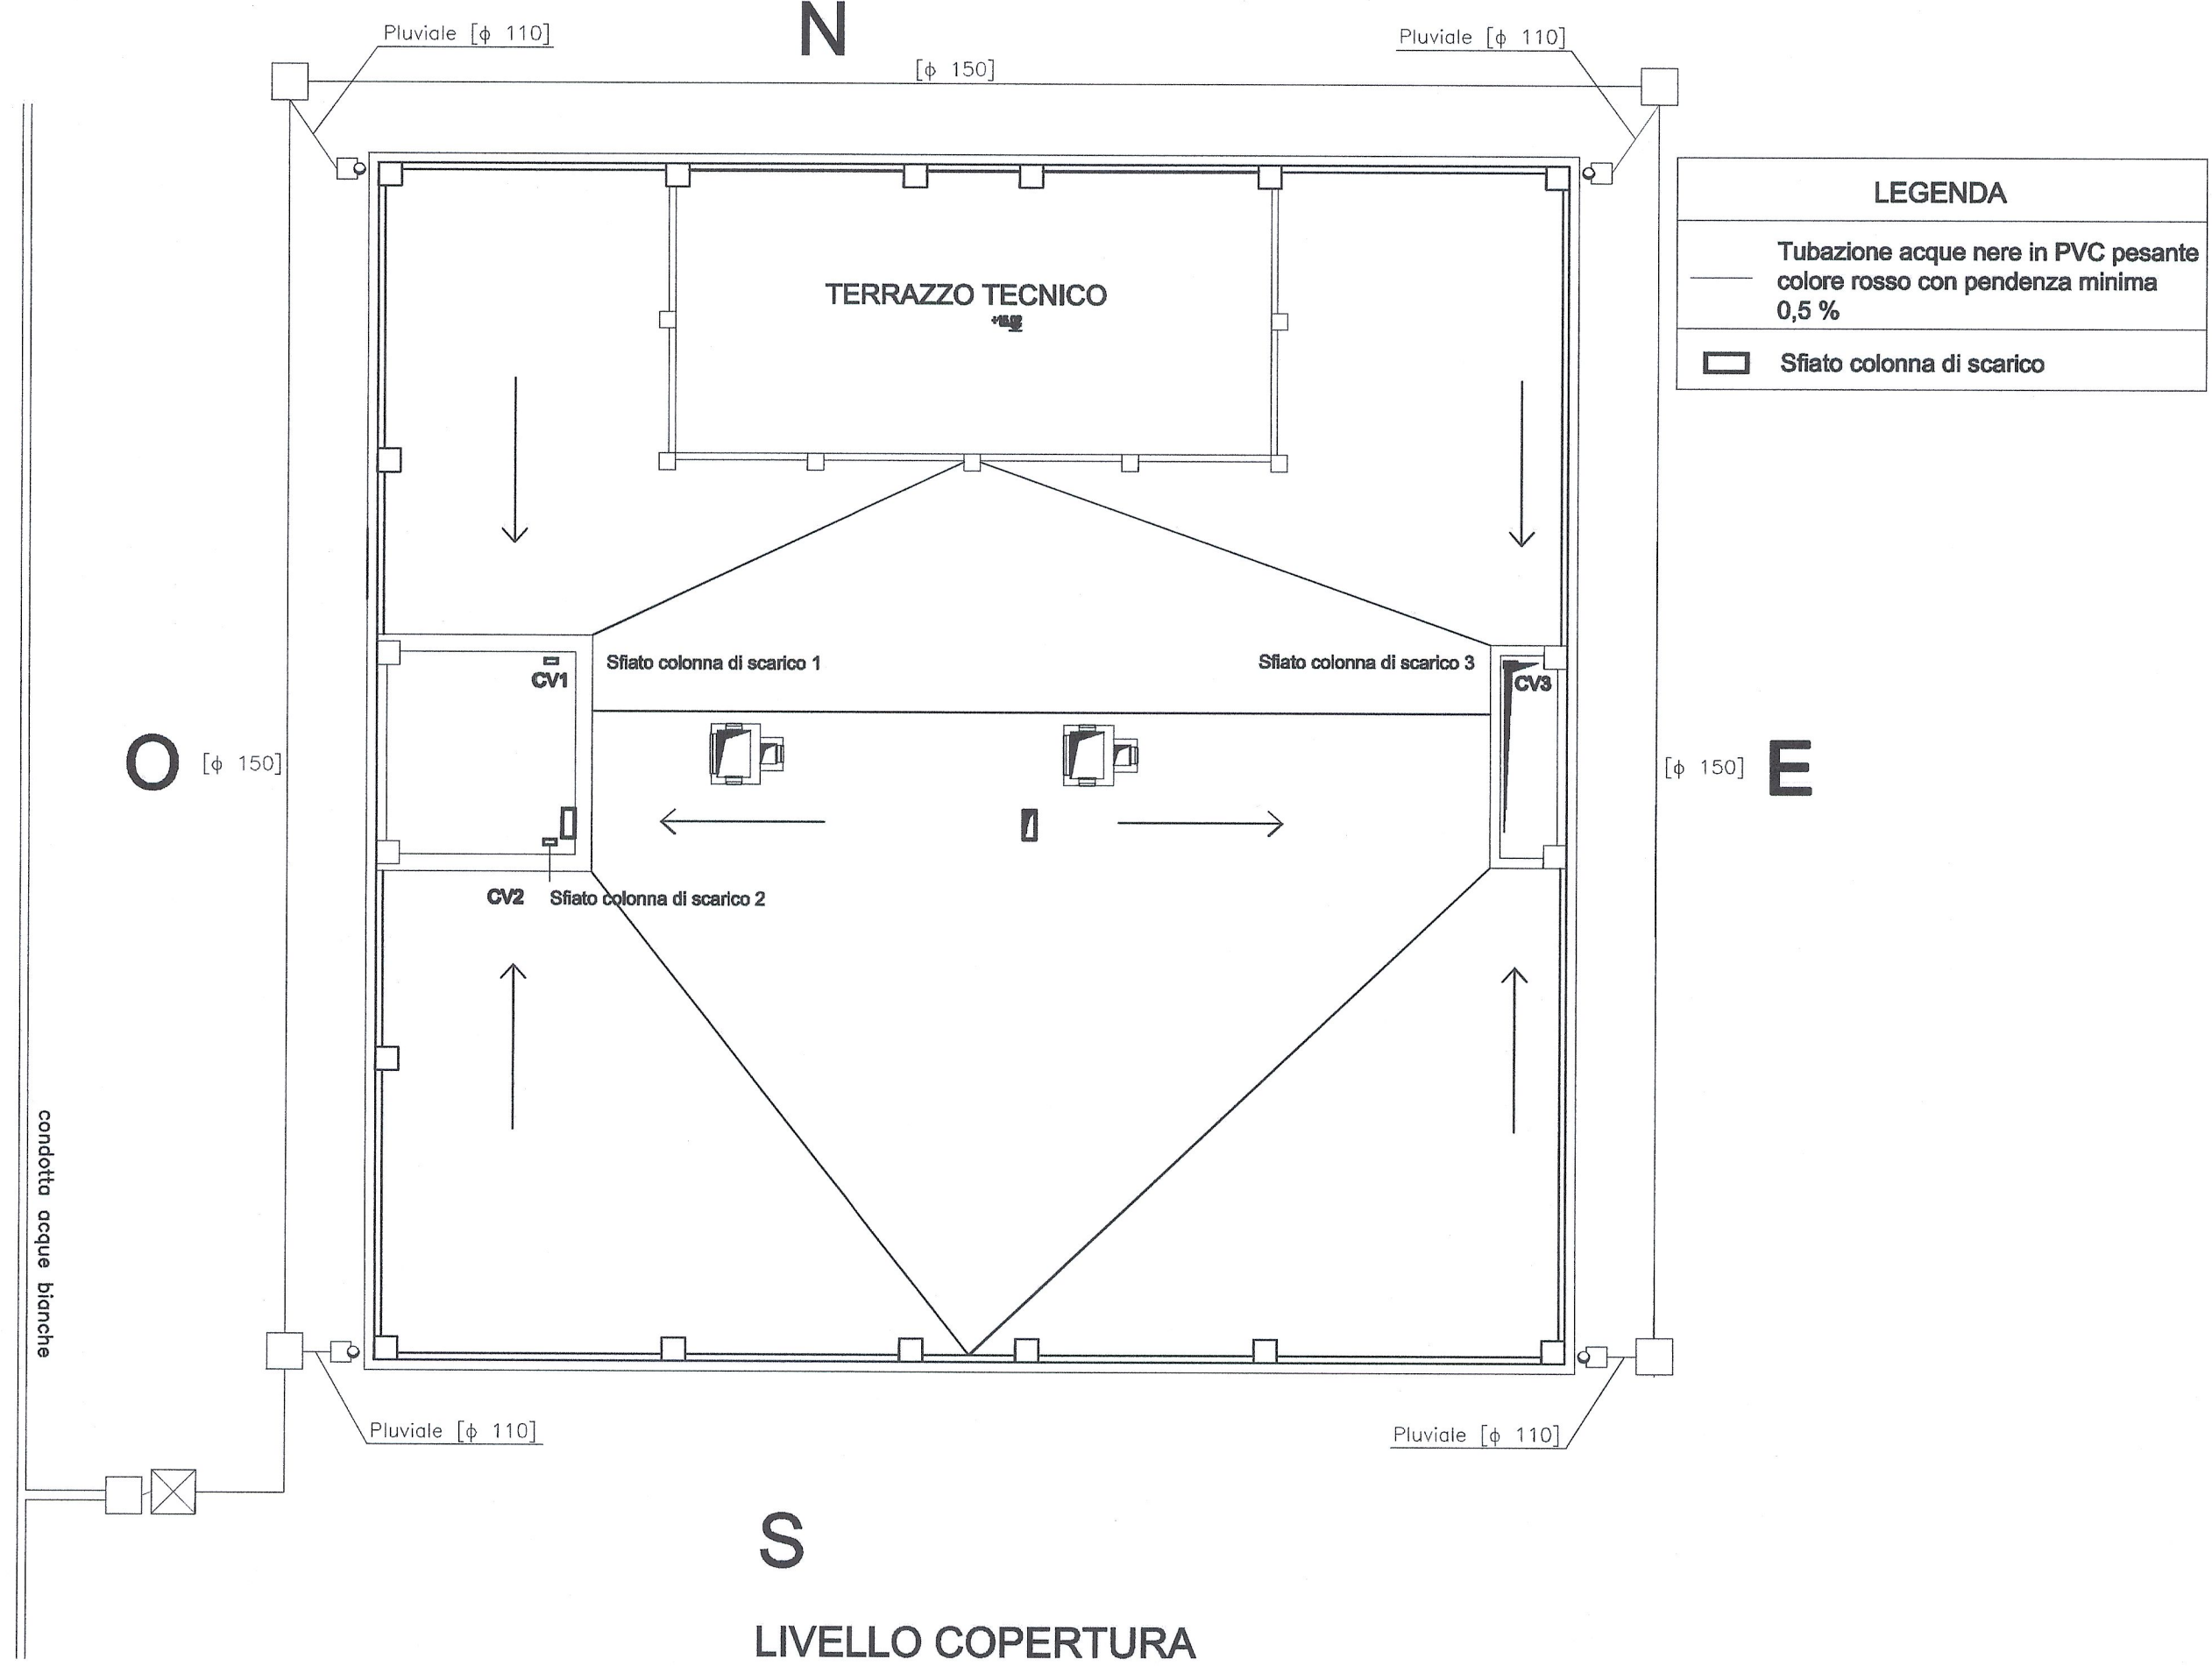 N
Pluviale [ϕ 110]
Pluviale [ϕ 110]
[ϕ 150]
LEGENDA
Tubazione acque nere in PVC pesante
colore rosso con pendenza minima
0,5 %
Sfiato colonna di scarico
TERRAZZO TECNICO
Sfiato colonna di scarico 1
Sfiato colonna di scarico 3
CV1
CV3
O
[ϕ 150]
[ϕ 150]
E
CV2
Sfiato colonna di scarico 2
condotta acque bianche
Pluviale [ϕ 110]
Pluviale [ϕ 110]
S
LIVELLO COPERTURA